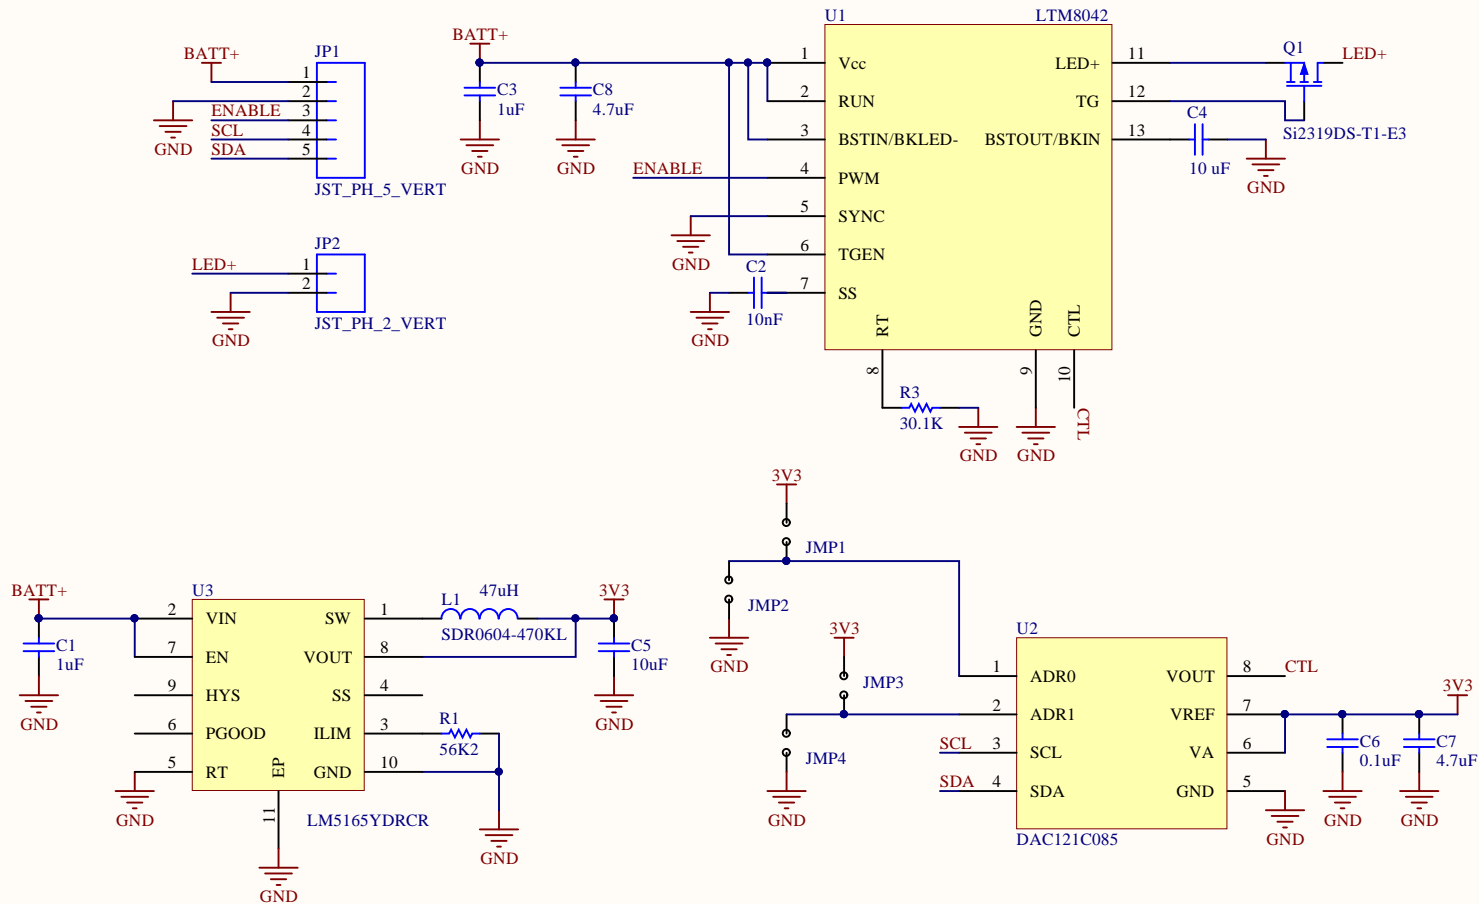 BATT+
JP1
1
2
ENABLE
3
SCL
4
SDA
5
GND
JST_PH_5_VERT
JP2
LED+
1
2
GND
JST_PH_2_VERT
BATT+
C3
1uF
GND
C8
4.7uF
GND
ENABLE
GND
C2
10nF
GND
U1
LTM8042
1
Vcc
2
RUN
3
BSTIN/BKLED-
4
PWM
5
SYNC
6
TGEN
7
SS
LED+
11
TG
12
BSTOUT/BKIN
13
RT
8
GND
9
CTL
10
R3
30.1K
GND
GND
CTL
Q1
LED+
Si2319DS-T1-E3
C4
10 uF
GND
BATT+
C1
1uF
GND
U3
2
VIN
7
EN
9
HYS
6
PGOOD
5
RT
GND
SW
1
VOUT
8
SS
4
ILIM
3
GND
10
EP
11
GND
LM5165YDRCR
L1
47uH
SDR0604-470KL
3V3
C5
10uF
GND
R1
56K2
GND
3V3
JMP1
JMP2
GND
3V3
JMP3
JMP4
GND
U2
1
ADR0
2
ADR1
SCL
3
SCL
SDA
4
SDA
VOUT
8
CTL
VREF
7
VA
6
GND
5
GND
DAC121C085
3V3
C6
0.1uF
GND
C7
4.7uF
GND